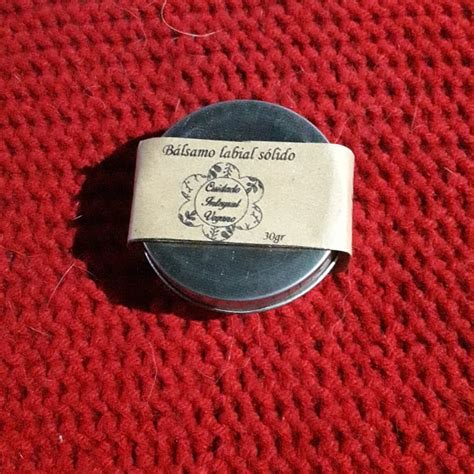 Bálsamo labial sólido
Cuidado
Integral
Vegano
30gr